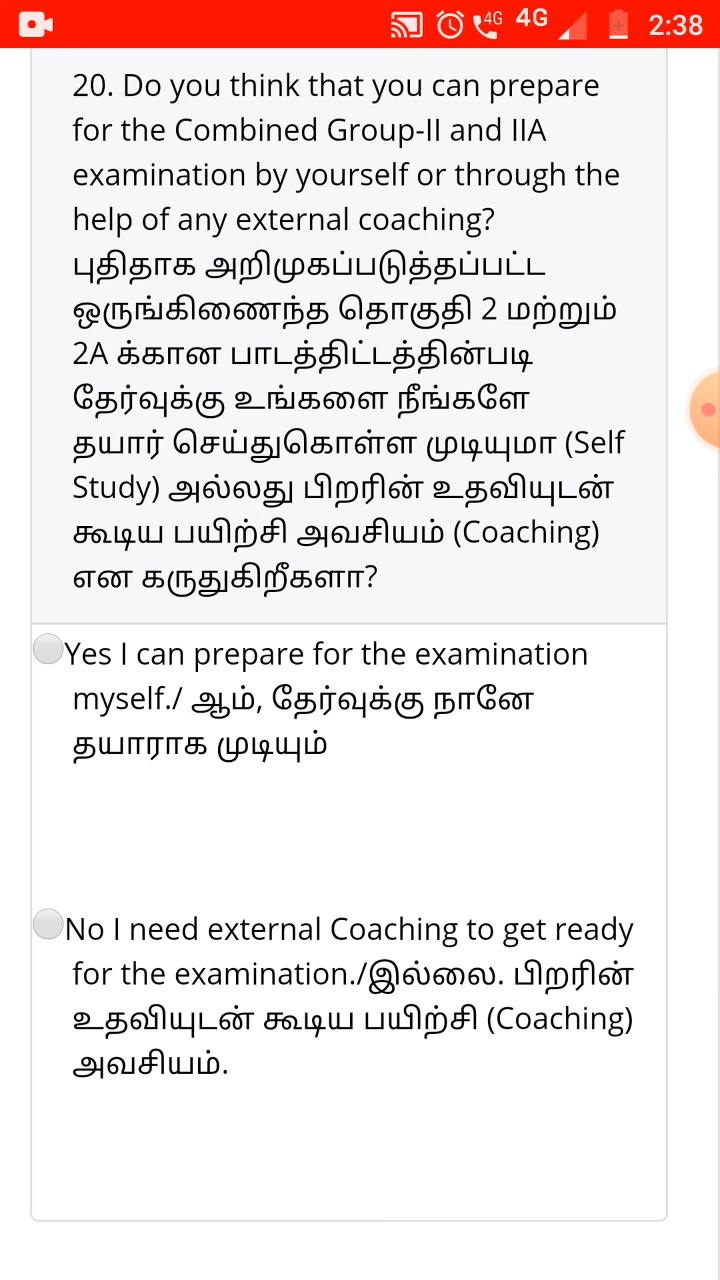 4G 4G 2:38
20. Do you think that you can prepare
for the Combined Group-II and IIA
examination by yourself or through the
help of any external coaching?
புதிதாக அறிமுகப்படுத்தப்பட்ட
ஒருங்கிணைந்த தொகுதி 2 மற்றும்
2A க்கான பாடத்திட்டத்தின்படி
தேர்வுக்கு உங்களை நீங்களே
தயார் செய்துகொள்ள முடியுமா (Self
Study) அல்லது பிறரின் உதவியுடன்
கூடிய பயிற்சி அவசியம் (Coaching)
என கருதுகிறீகளா?
Yes I can prepare for the examination
myself./ ஆம், தேர்வுக்கு நானே
தயாராக முடியும்
No I need external Coaching to get ready
for the examination./இல்லை. பிறரின்
உதவியுடன் கூடிய பயிற்சி (Coaching)
அவசியம்.